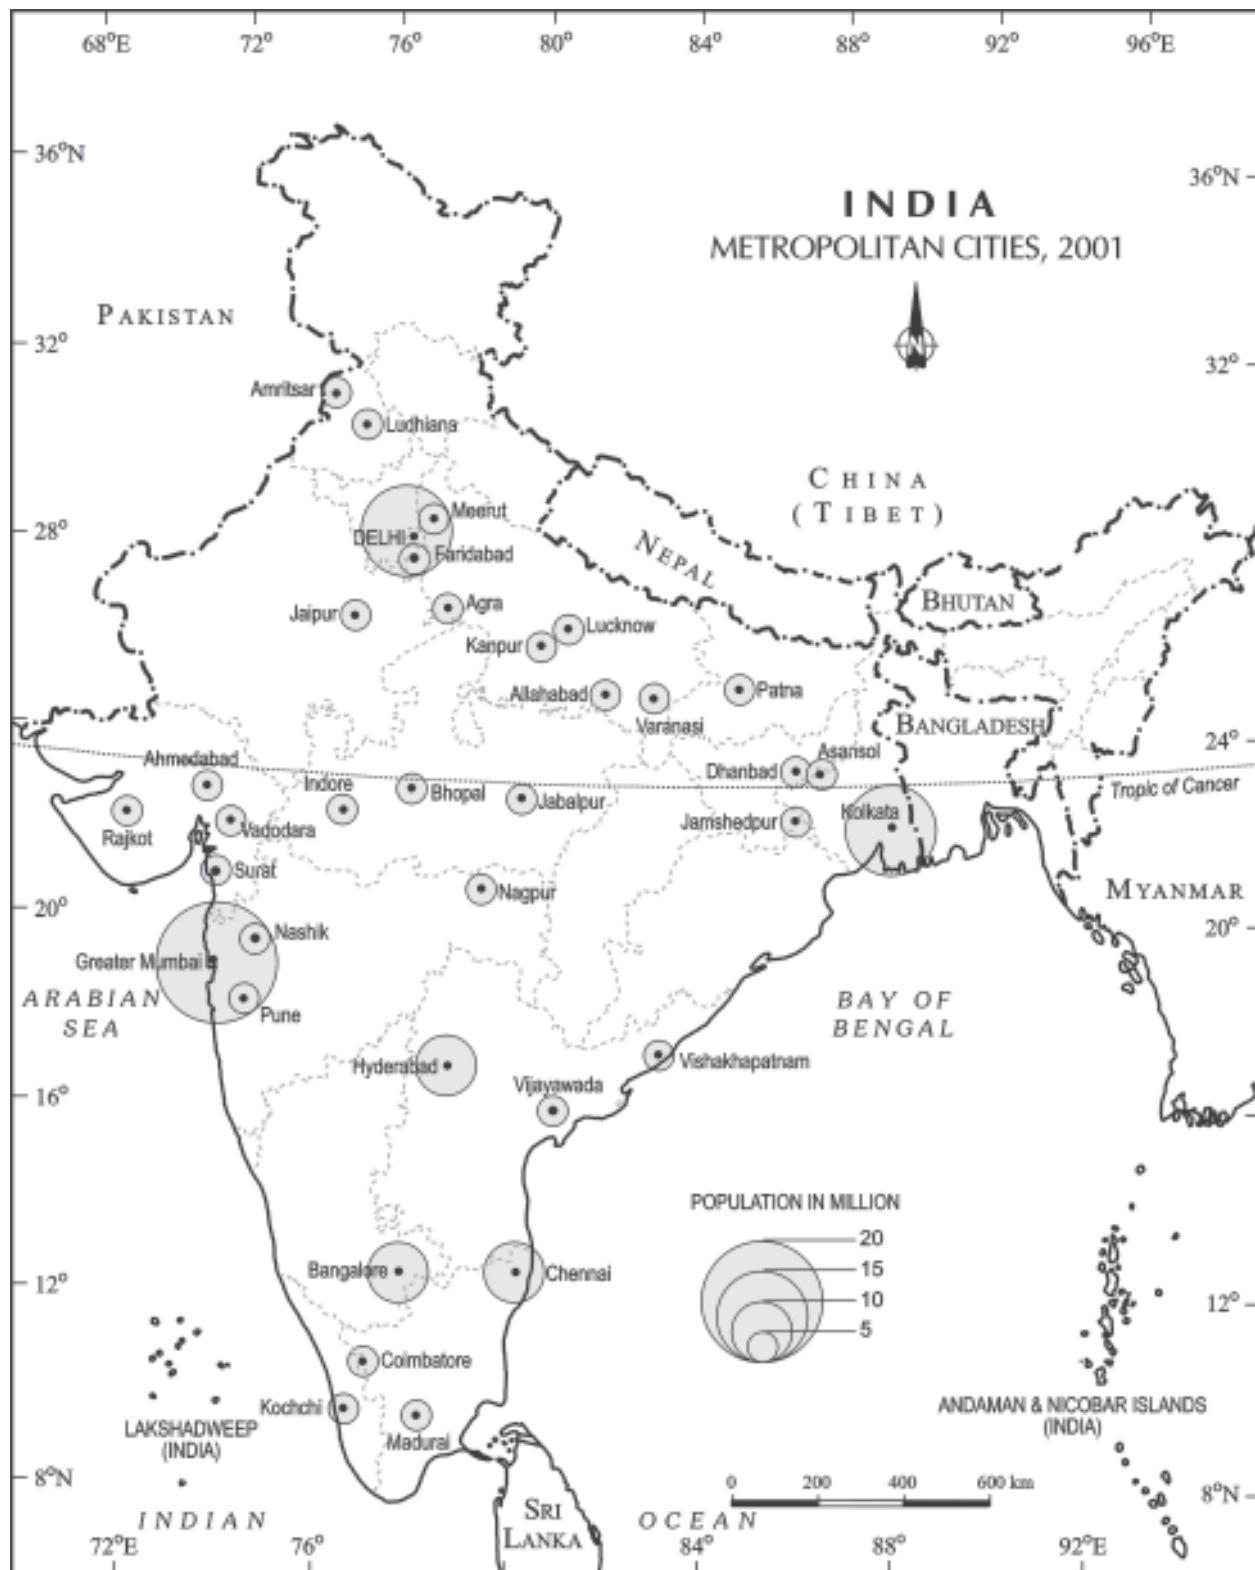 68°E 72° 76° 80° 84° 88° 92° 96°E
36°N
36°N
INDIA
METROPOLITAN CITIES, 2001
PAKISTAN
32°
32°
Amritsar
Ludhiana
CHINA
(TIBET)
Meerut
28°
28°
DELHI
Faridabad
NEPAL
BHUTAN
Jaipur
Agra
Lucknow
Kanpur
Allahabad
Patna
Varanasi
BANGLADESH
24°
Ahmedabad
Asansol
Dhanbad
Indore
Bhopal
Jabalpur
Tropic of Cancer
Rajkot
Vadodara
Jamshedpur
Kolkata
Surat
Nagpur
MYANMAR
20°
20°
Nashik
Greater Mumbai
ARABIAN
SEA
Pune
BAY OF
BENGAL
Hyderabad
Vishakhapatnam
Vijayawada
16°
POPULATION IN MILLION
20
15
10
5
Bangalore
Chennai
12°
12°
Coimbatore
Kochchi
Madurai
LAKSHADWEEP
(INDIA)
ANDAMAN & NICOBAR ISLANDS
(INDIA)
8°N
8°N
0 200 400 600 km
INDIAN
SRI
LANKA
OCEAN
72°E 76° 84° 88° 92°E